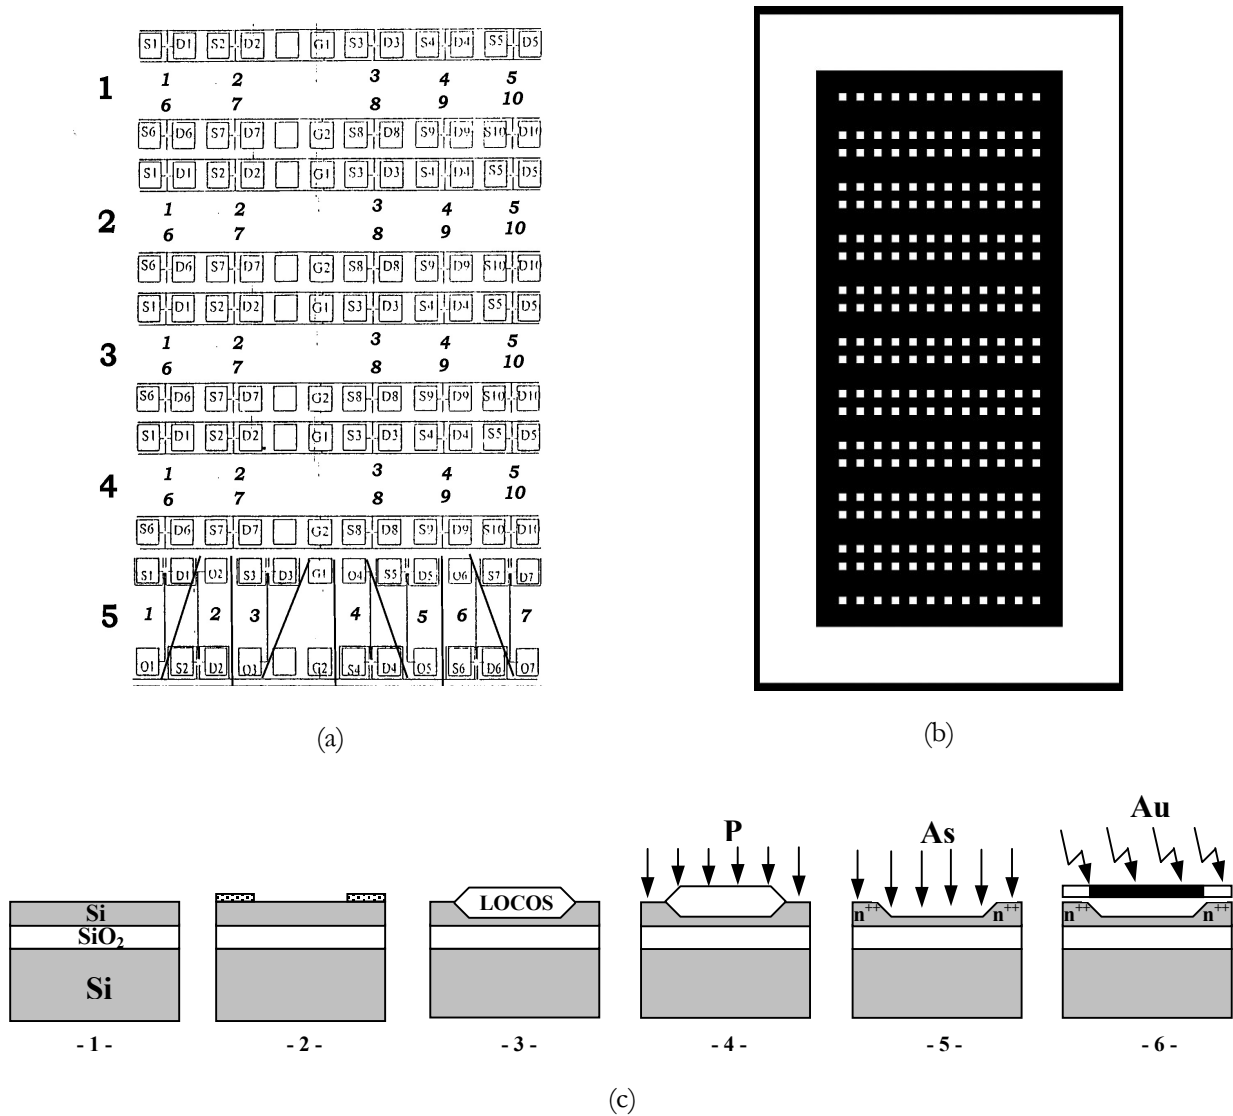 S1 D1 S2 D2 G1 S3 D3 S4 D4 S5 D5
1 2 3 4 5
1
6 7 8 9 10
S6 D6 S7 D7 G2 S8 D8 S9 D9 S10 D10
S1 D1 S2 D2 G1 S3 D3 S4 D4 S5 D5
1 2 3 4 5
2
6 7 8 9 10
S6 D6 S7 D7 G2 S8 D8 S9 D9 S10 D10
S1 D1 S2 D2 G1 S3 D3 S4 D4 S5 D5
1 2 3 4 5
3
6 7 8 9 10
S6 D6 S7 D7 G2 S8 D8 S9 D9 S10 D10
S1 D1 S2 D2 G1 S3 D3 S4 D4 S5 D5
1 2 3 4 5
4
6 7 8 9 10
S6 D6 S7 D7 G2 S8 D8 S9 D9 S10 D10
S1 D1 O2 S3 D3 G1 O4 S5 D5 O6 S7 D7
5 1 2 3 4 5 6 7
O1 S2 D2 O3 G2 S4 D4 O5 S6 D6 O7
(a)
(b)
P As Au
Si LOCOS n++ n++ n++ n++
SiO2
Si
- 1 - - 2 - - 3 - - 4 - - 5 - - 6 -
(c)